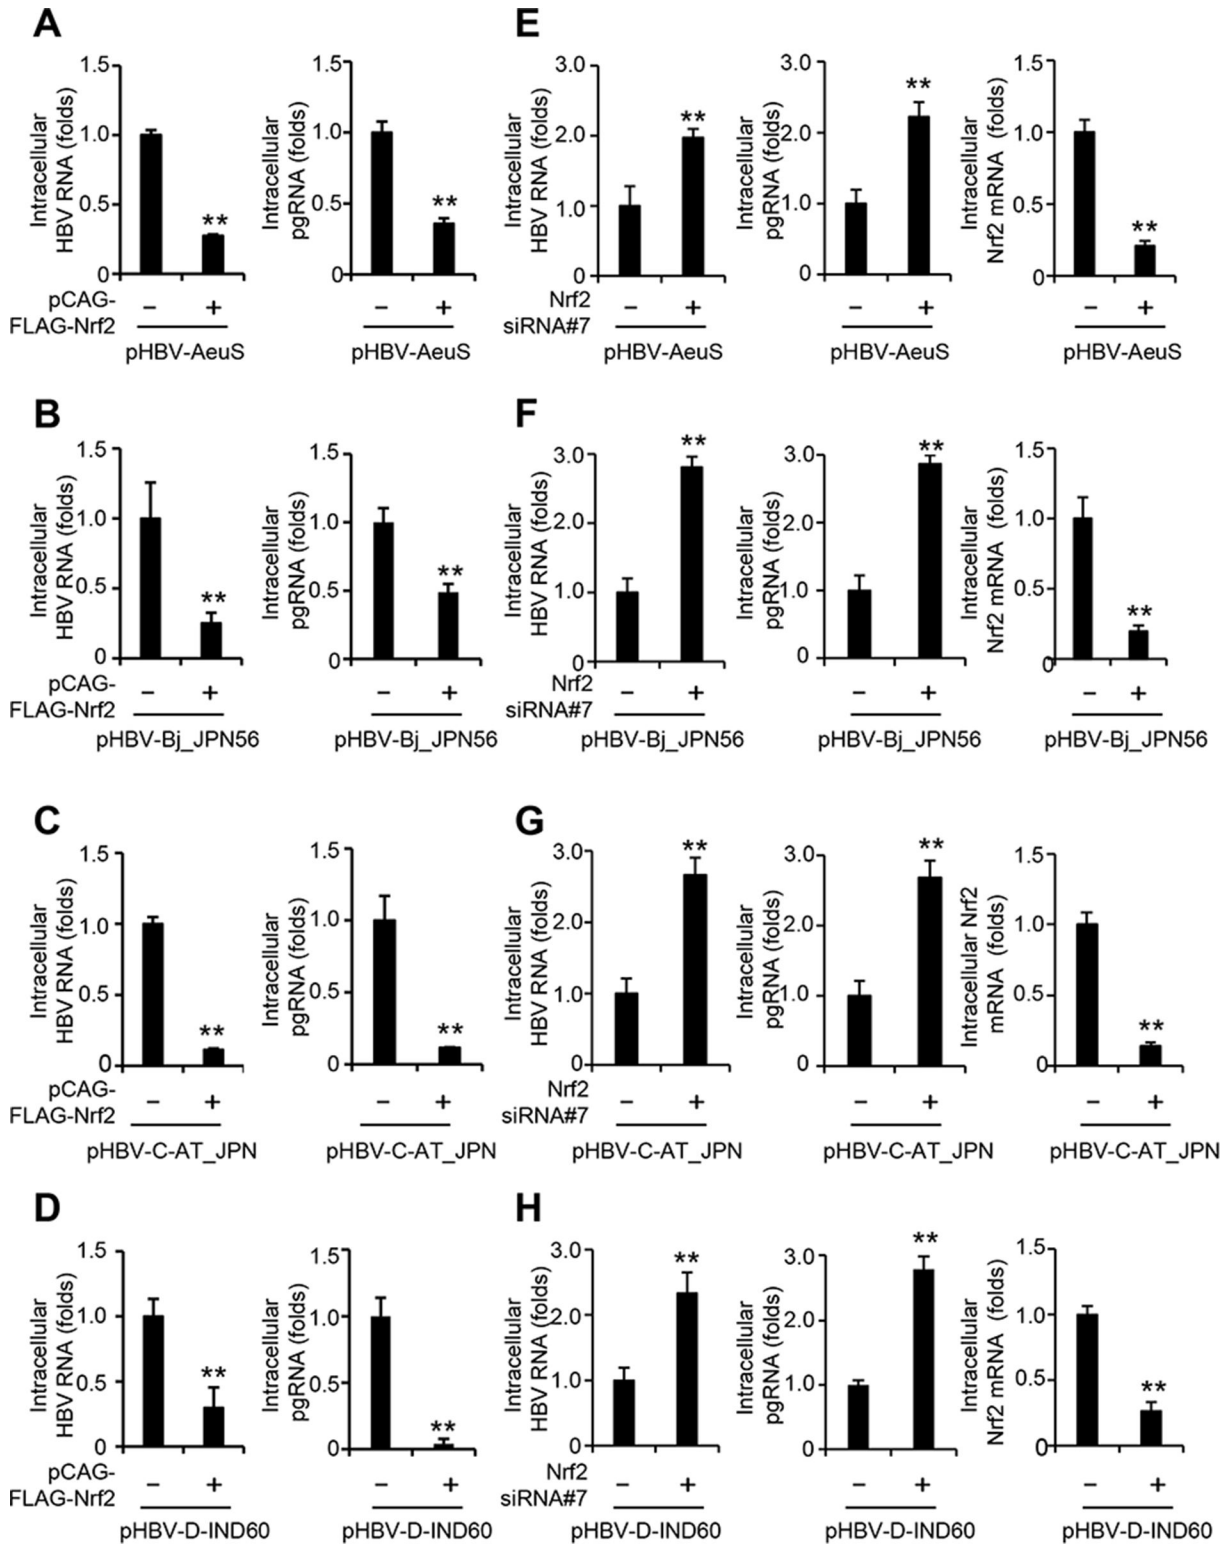 A
Intracellular
HBV RNA (folds)
1.5
1.0
0.5
0
**
pCAG-
FLAG-Nrf2
− +
pHBV-AeuS
Intracellular
pgRNA (folds)
1.5
1.0
0.5
0
**
− +
pHBV-AeuS
E
Intracellular
HBV RNA (folds)
3.0
2.0
1.0
0
**
Nrf2
siRNA#7
− +
pHBV-AeuS
Intracellular
pgRNA (folds)
3.0
2.0
1.0
0
**
− +
pHBV-AeuS
Intracellular
Nrf2 mRNA (folds)
1.5
1.0
0.5
0
**
− +
pHBV-AeuS
B
Intracellular
HBV RNA (folds)
1.5
1.0
0.5
0
**
pCAG-
FLAG-Nrf2
− +
pHBV-Bj_JPN56
Intracellular
pgRNA (folds)
1.5
1.0
0.5
0
**
− +
pHBV-Bj_JPN56
F
Intracellular
HBV RNA (folds)
3.0
2.0
1.0
0
**
Nrf2
siRNA#7
− +
pHBV-Bj_JPN56
Intracellular
pgRNA (folds)
3.0
2.0
1.0
0
**
− +
pHBV-Bj_JPN56
Intracellular
Nrf2 mRNA (folds)
1.5
1.0
0.5
0
**
− +
pHBV-Bj_JPN56
C
Intracellular
HBV RNA (folds)
1.5
1.0
0.5
0
**
pCAG-
FLAG-Nrf2
− +
pHBV-C-AT_JPN
Intracellular
pgRNA (folds)
1.5
1.0
0.5
0
**
− +
pHBV-C-AT_JPN
G
Intracellular
HBV RNA (folds)
3.0
2.0
1.0
0
**
Nrf2
siRNA#7
− +
pHBV-C-AT_JPN
Intracellular
pgRNA (folds)
3.0
2.0
1.0
0
**
− +
pHBV-C-AT_JPN
Intracellular Nrf2
mRNA (folds)
1.5
1.0
0.5
0
**
− +
pHBV-C-AT_JPN
D
Intracellular
HBV RNA (folds)
1.5
1.0
0.5
0
**
pCAG-
FLAG-Nrf2
− +
pHBV-D-IND60
Intracellular
pgRNA (folds)
1.5
1.0
0.5
0
**
− +
pHBV-D-IND60
H
Intracellular
HBV RNA (folds)
3.0
2.0
1.0
0
**
Nrf2
siRNA#7
− +
pHBV-D-IND60
Intracellular
pgRNA (folds)
3.0
2.0
1.0
0
**
− +
pHBV-D-IND60
Intracellular
Nrf2 mRNA (folds)
1.5
1.0
0.5
0
**
− +
pHBV-D-IND60